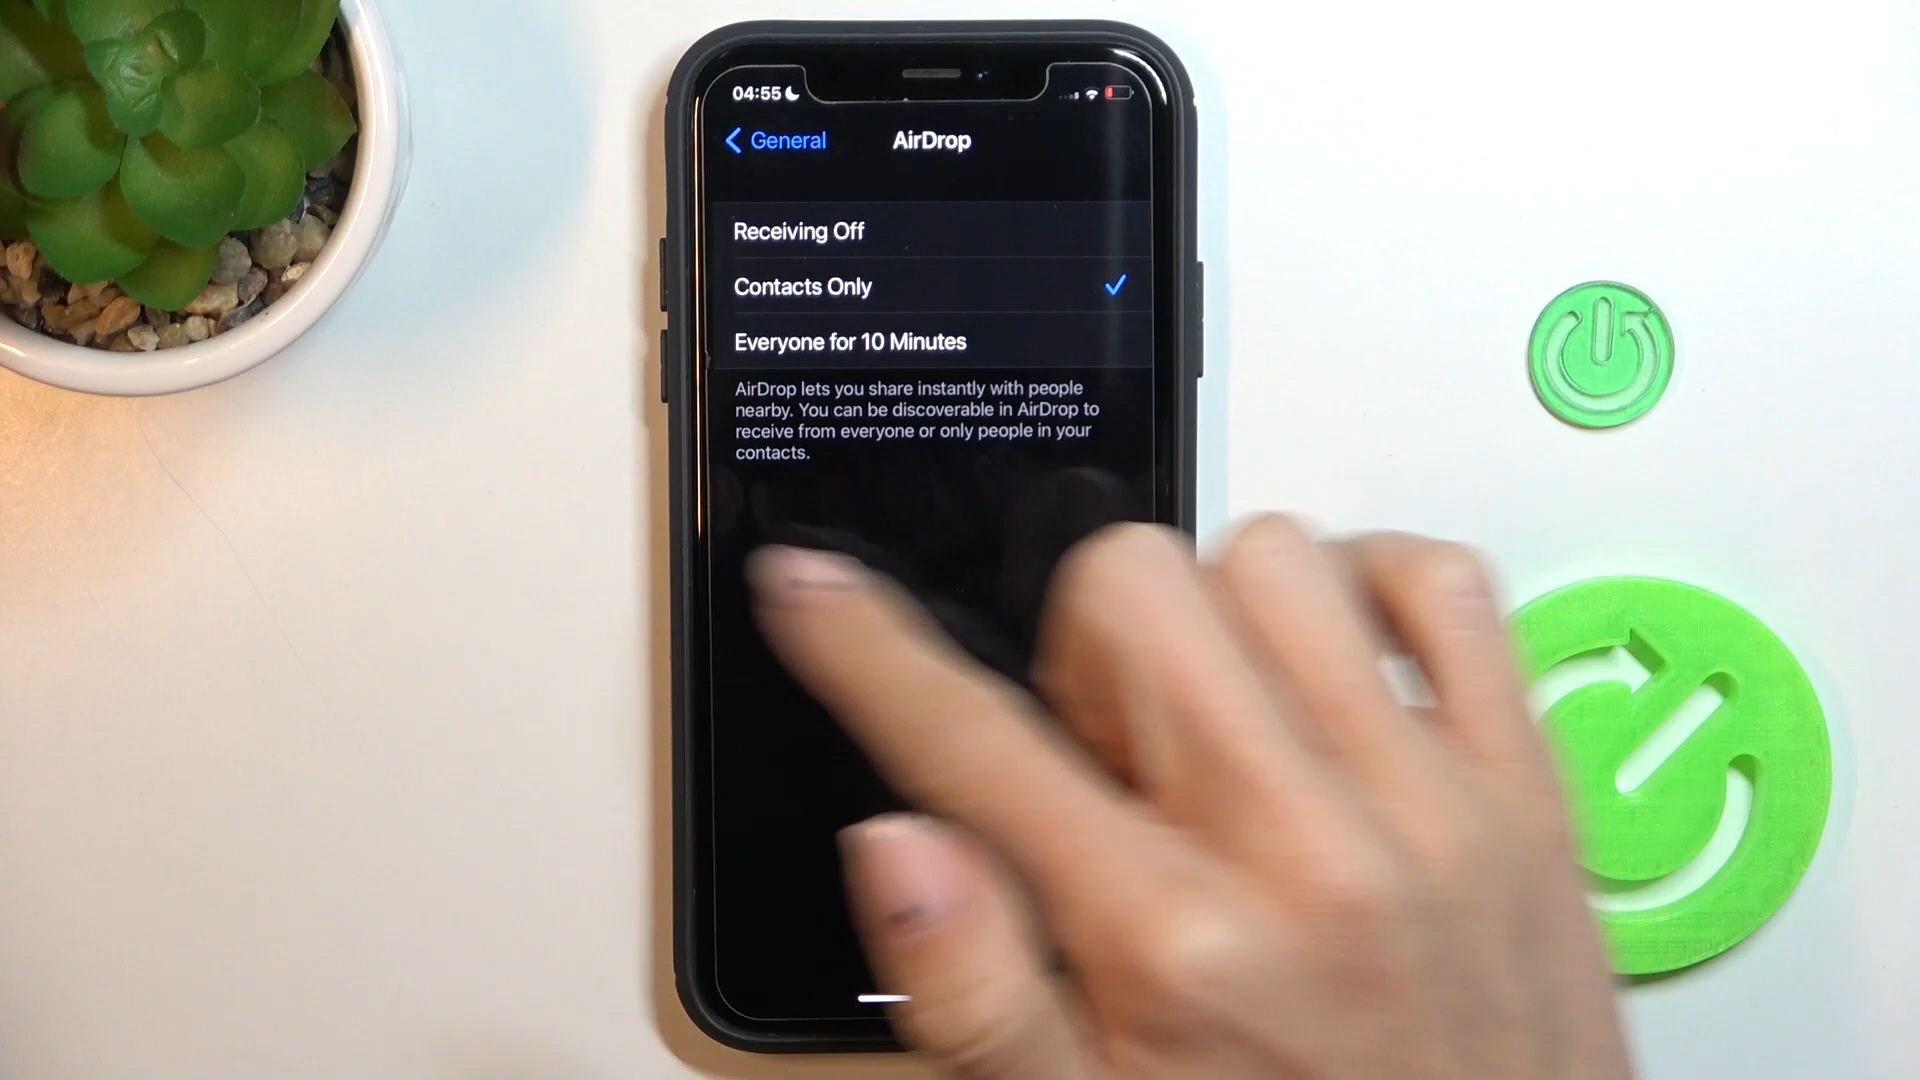 04:55
General
AirDrop
Receiving Off
Contacts Only
Everyone for 10 Minutes
AirDrop lets you share instantly with people
nearby. You can be discoverable in AirDrop to
receive from everyone or only people in your
contacts.